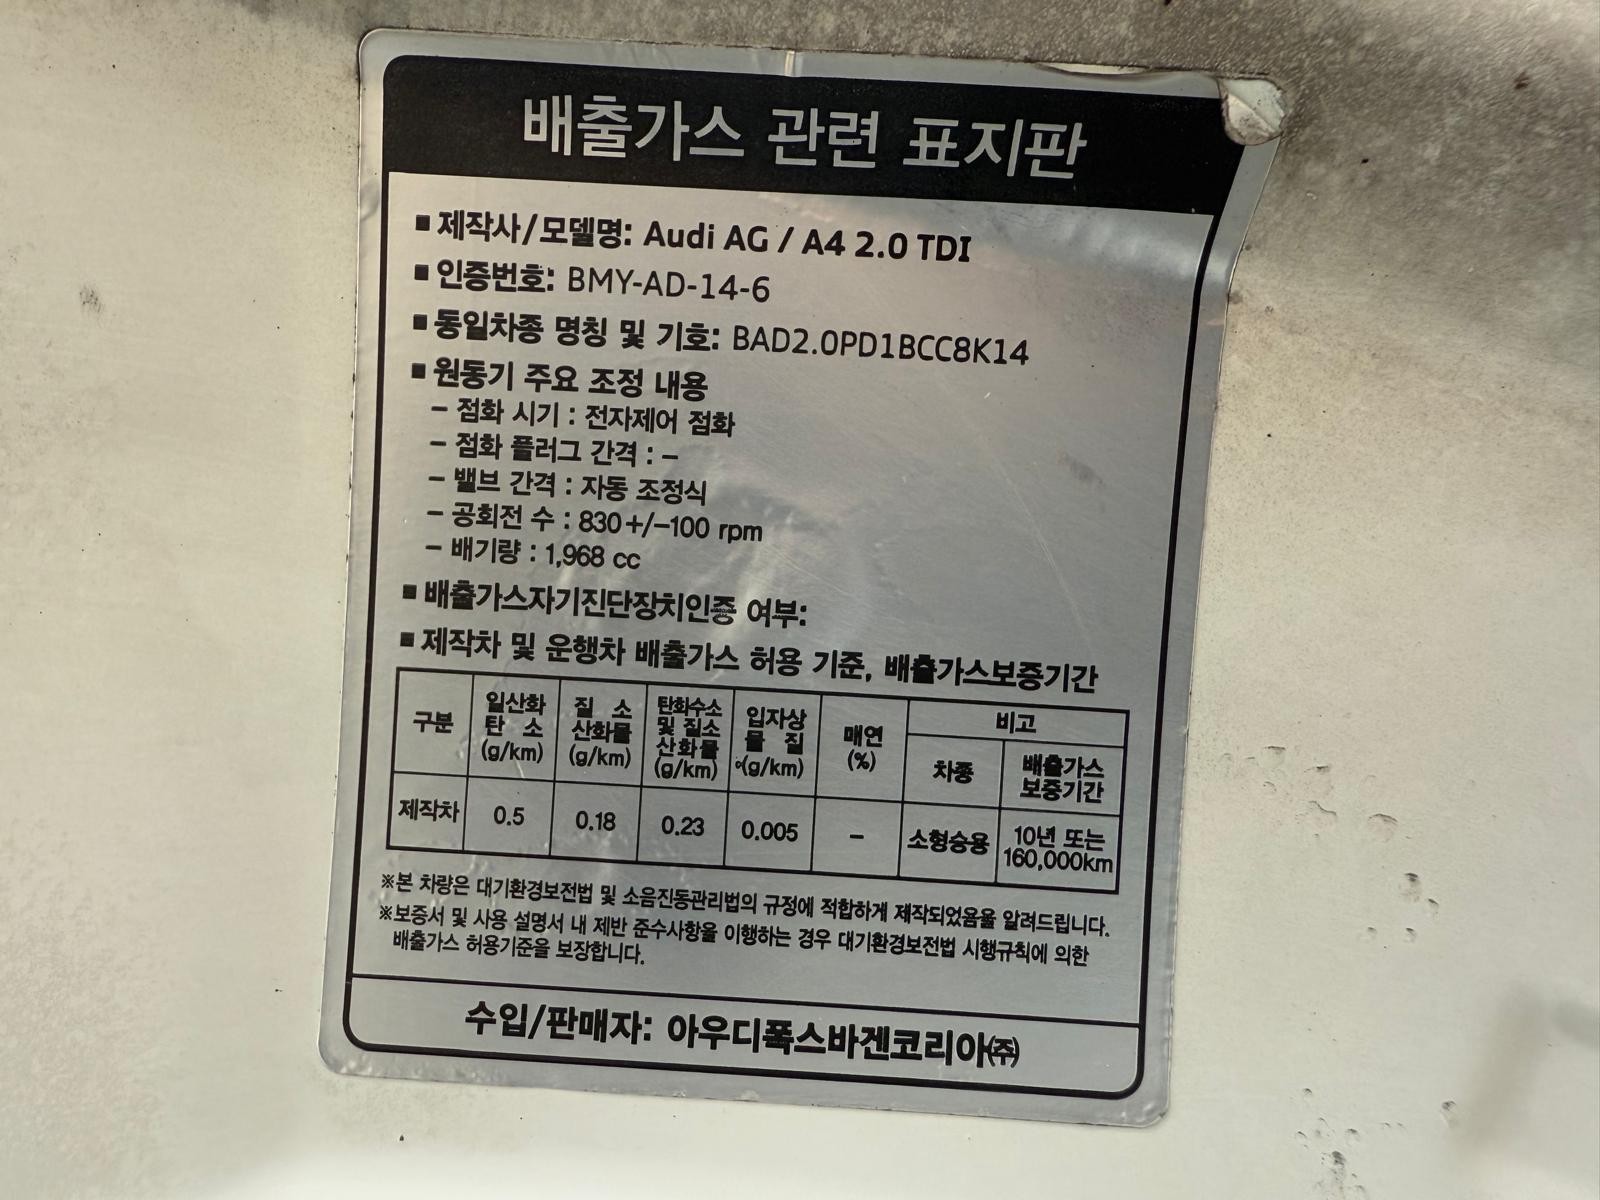 배출가스 관련 표지판
■ 제작사/모델명: Audi AG / A4 2.0 TDI
■ 인증번호: BMY-AD-14-6
■ 동일차종 명칭 및 기호: BAD2.0PD1BCC8K14
■ 원동기 주요 조정 내용
– 점화 시기 : 전자제어 점화
– 점화 플러그 간격 : –
– 밸브 간격 : 자동 조정식
– 공회전 수 : 830+/–100 rpm
– 배기량 : 1,968 cc
■ 배출가스자기진단장치인증 여부:
■ 제작차 및 운행차 배출가스 허용 기준, 배출가스보증기간
구분 일산화탄 소(g/km) 질 소산화물(g/km) 탄화수소및 질소산화물(g/km) 입자상물 질(g/km) 매연(%) 비고
차종 배출가스보증기간
제작차 0.5 0.18 0.23 0.005 – 소형승용 10년 또는160,000km
※본 차량은 대기환경보전법 및 소음진동관리법의 규정에 적합하게 제작되었음을 알려드립니다.
※보증서 및 사용 설명서 내 제반 준수사항을 이행하는 경우 대기환경보전법 시행규칙에 의한
배출가스 허용기준을 보장합니다.
수입/판매자: 아우디폭스바겐코리아㈜